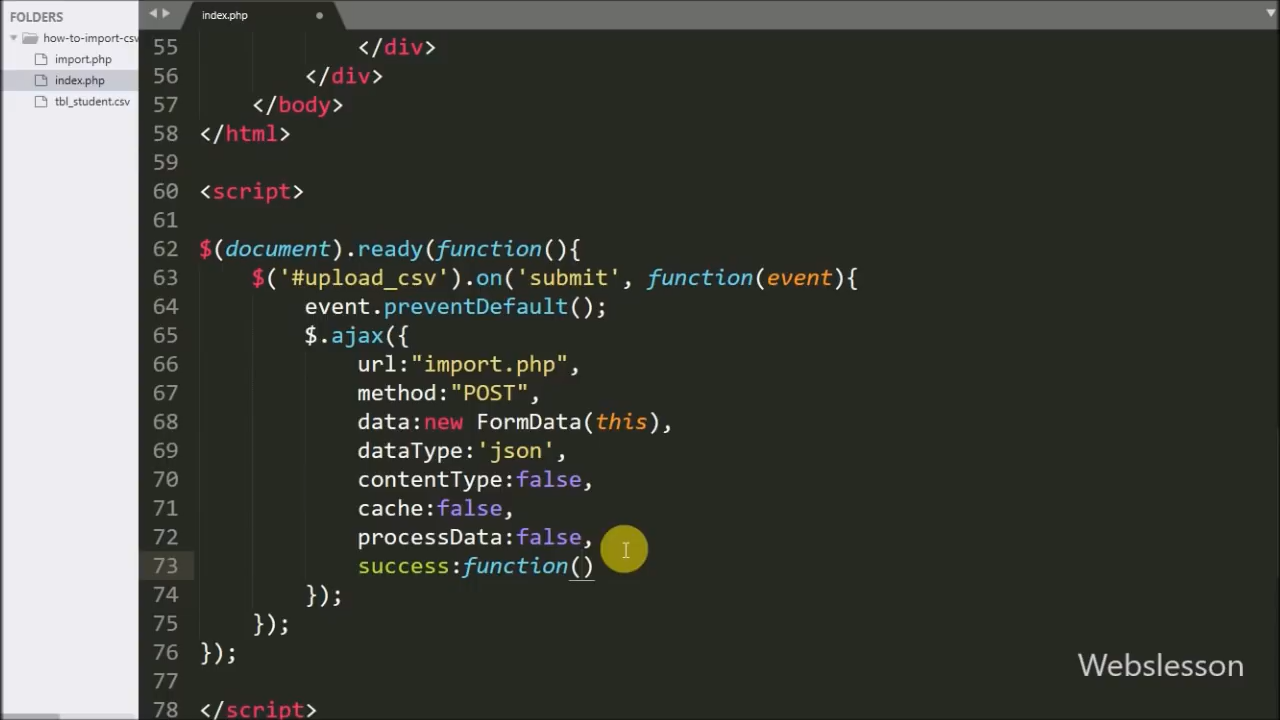 FOLDERS
how-to-import-csv
import.php
index.php
tbl_student.csv
index.php
55 </div>
56 </div>
57 </body>
58 </html>
59
60 <script>
61
62 $(document).ready(function(){
63 $('#upload_csv').on('submit', function(event){
64 event.preventDefault();
65 $.ajax({
66 url:"import.php",
67 method:"POST",
68 data:new FormData(this),
69 dataType:'json',
70 contentType:false,
71 cache:false,
72 processData:false,
73 success:function()
74 });
75 });
76 });
77
78 </script>
Webslesson